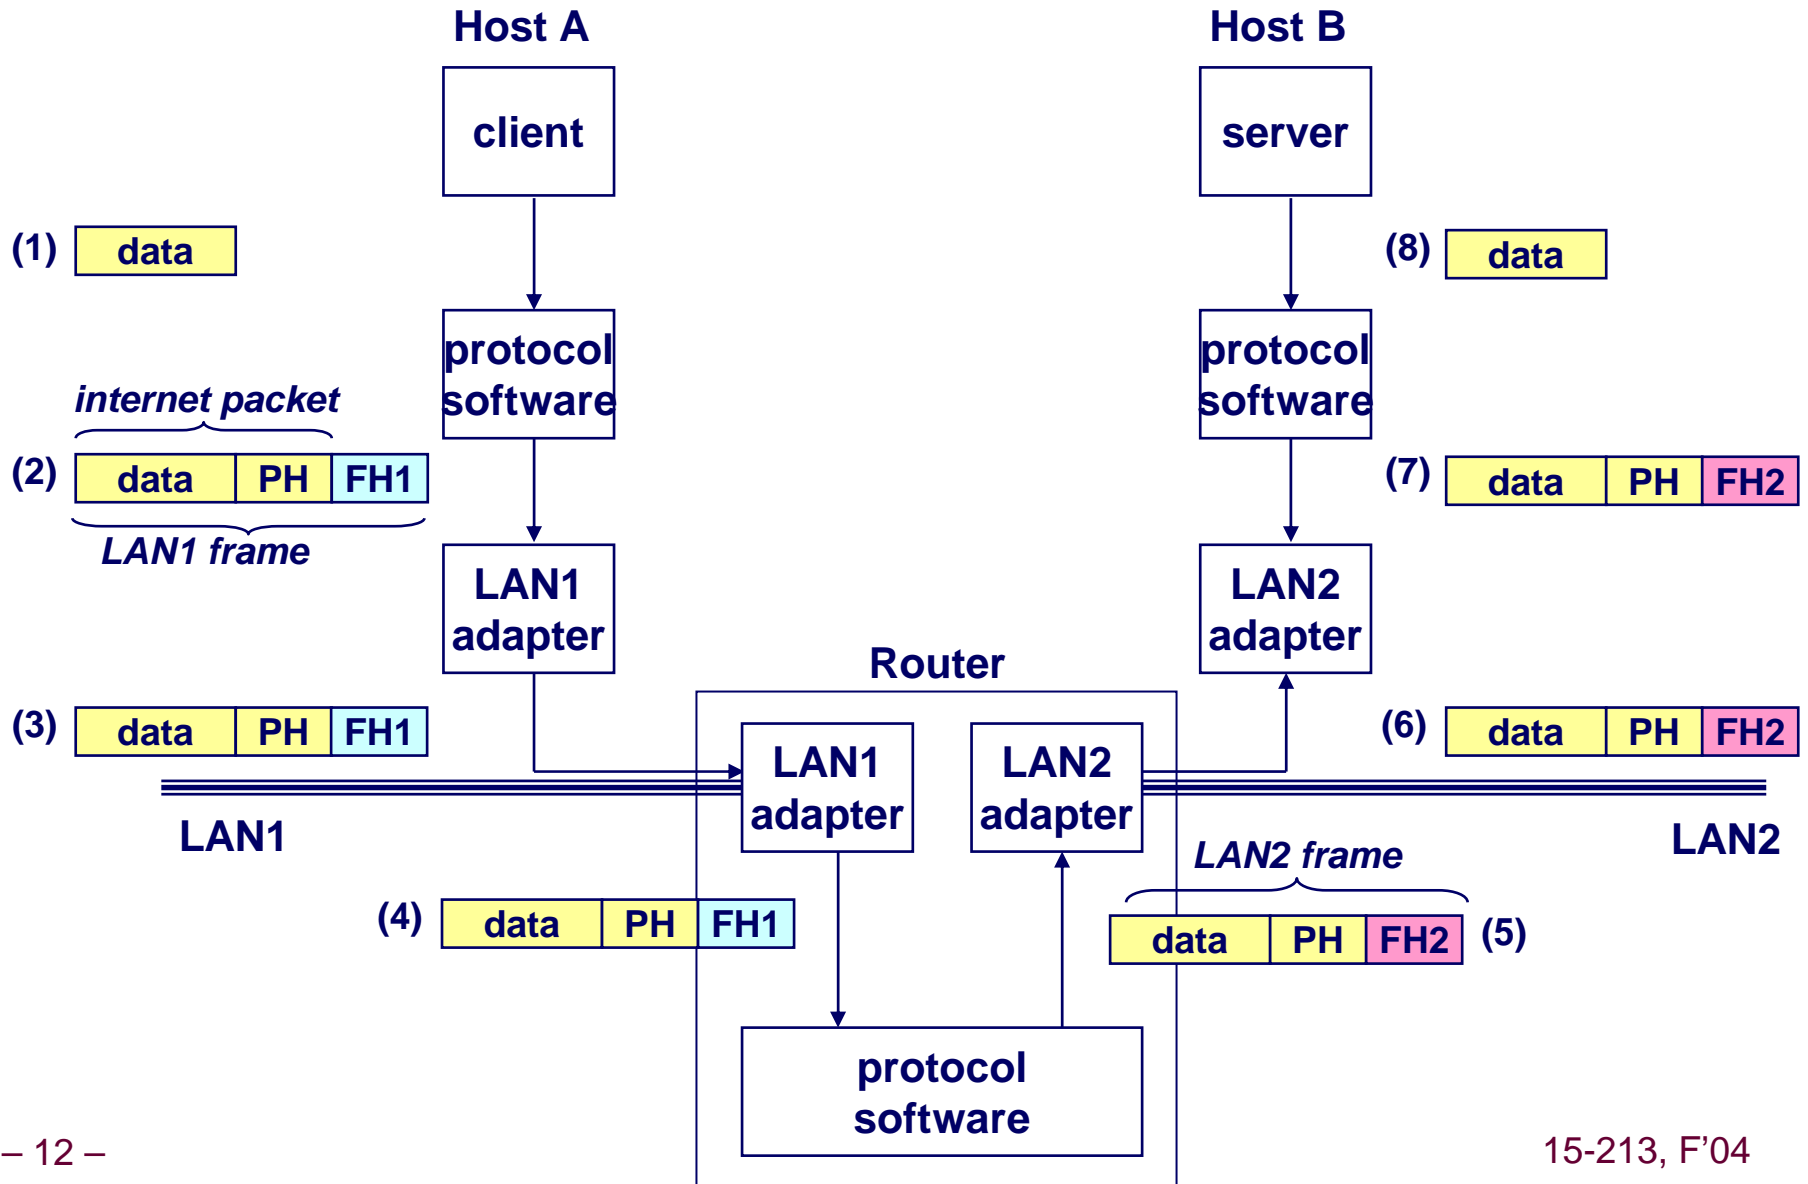 Host A
Host B
client
server
(1) data
(8) data
protocol
software
protocol
software
internet packet
(2) data PH FH1
LAN1 frame
(7) data PH FH2
LAN1
adapter
LAN2
adapter
Router
(3) data PH FH1
(6) data PH FH2
LAN1
adapter
LAN2
adapter
LAN1
LAN2
LAN2 frame
(4) data PH FH1
data PH FH2 (5)
protocol
software
– 12 –
15-213, F’04